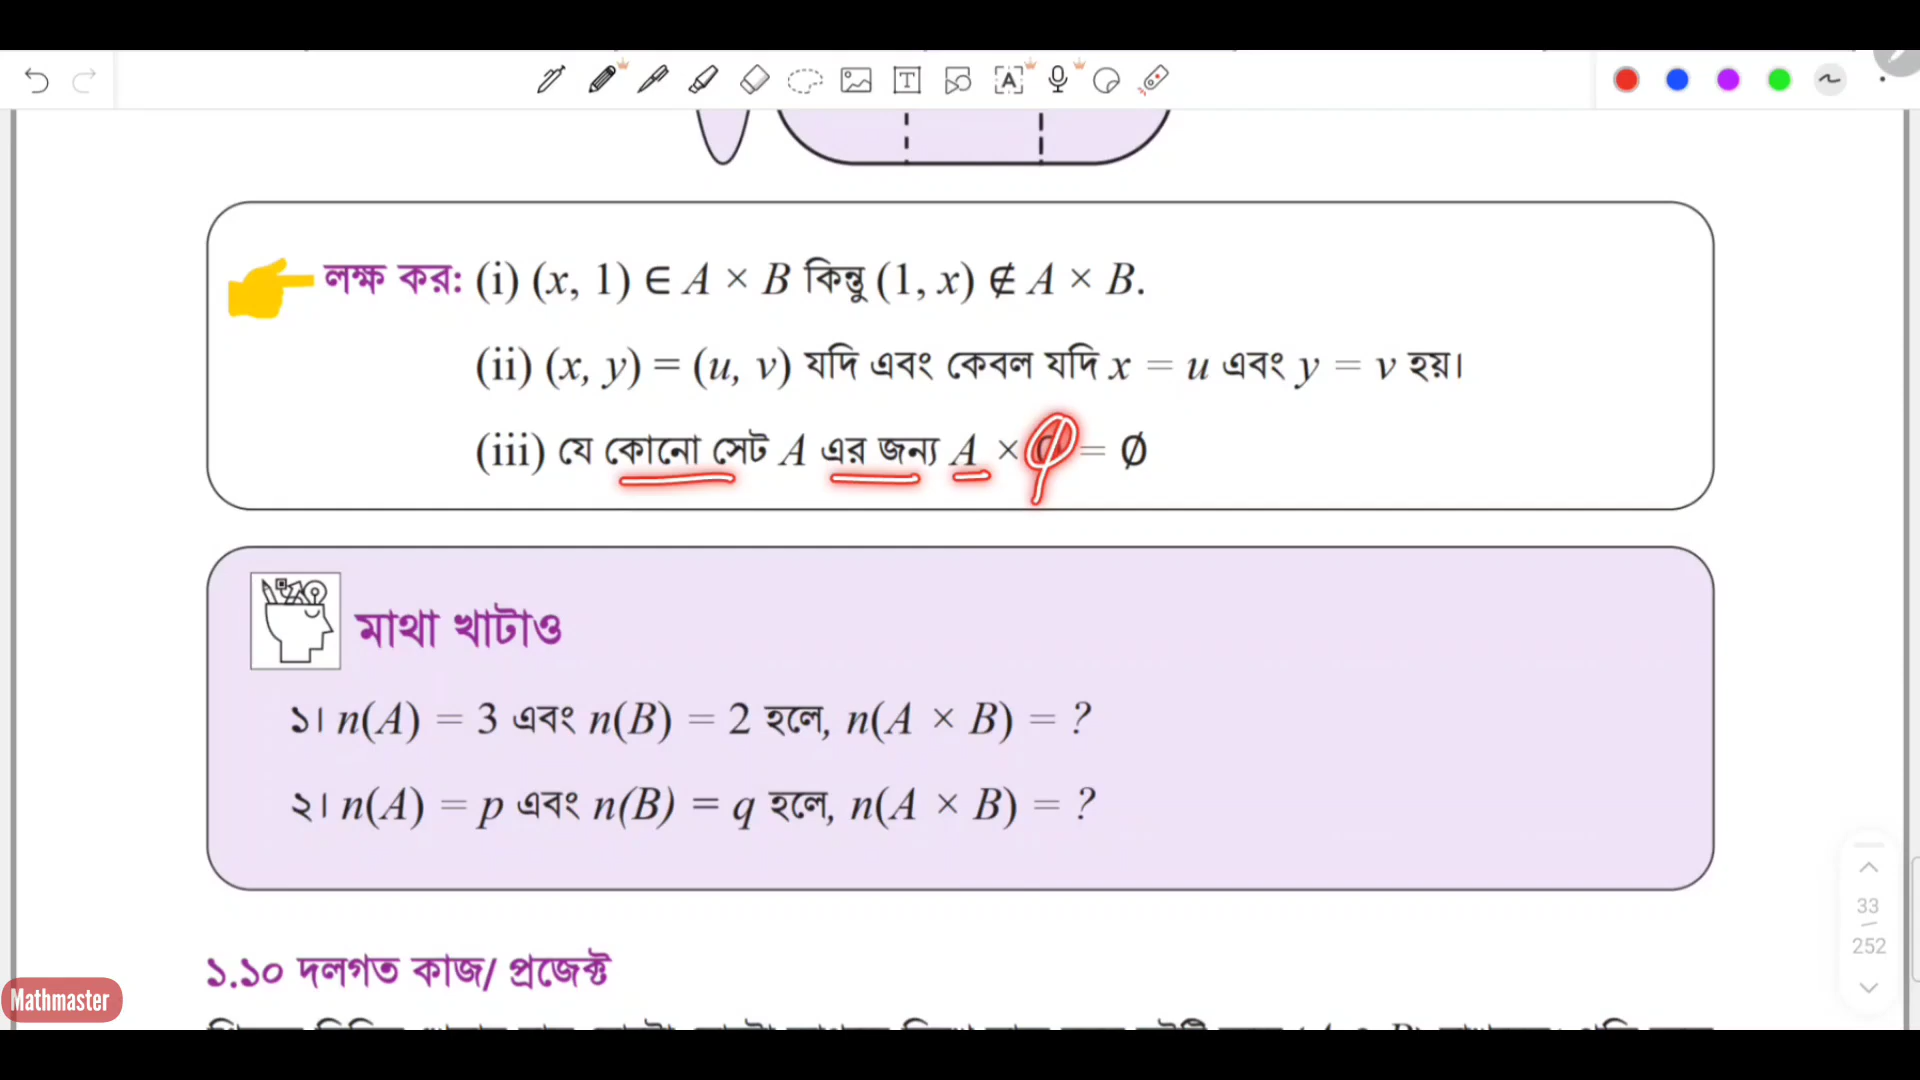 লক্ষ কর: (i) (x, 1) ∈ A × B কিন্তু (1, x) ∉ A × B.
(ii) (x, y) = (u, v) যদি এবং কেবল যদি x = u এবং y = v হয়।
(iii) যে কোনো সেট A এর জন্য A × φ = ∅
মাথা খাটাও
১। n(A) = 3 এবং n(B) = 2 হলে, n(A × B) = ?
২। n(A) = p এবং n(B) = q হলে, n(A × B) = ?
33
252
১.১০ দলগত কাজ/ প্রজেক্ট
Mathmaster